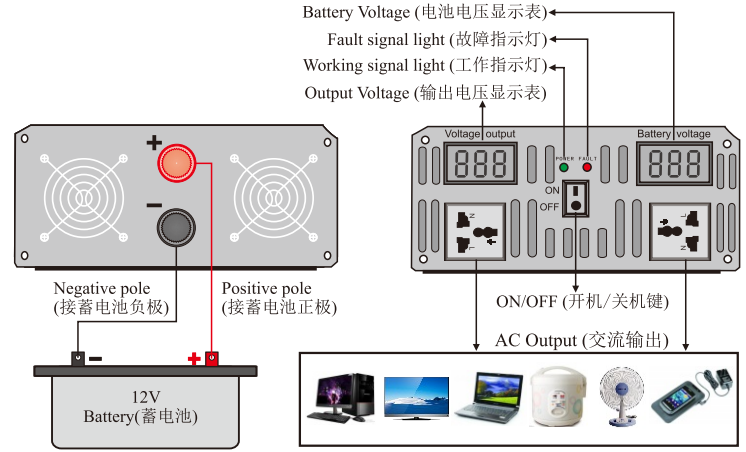 Battery Voltage (电池电压显示表)
Fault signal light (故障指示灯)
Working signal light (工作指示灯)
Output Voltage (输出电压显示表)
Voltage output
Battery voltage
888
POWER FAULT
888
ON
OFF
N
L
L
N
+
−
Negative pole
(接蓄电池负极)
Positive pole
(接蓄电池正极)
ON/OFF (开机/关机键)
AC Output (交流输出)
−
+
12V
Battery(蓄电池)